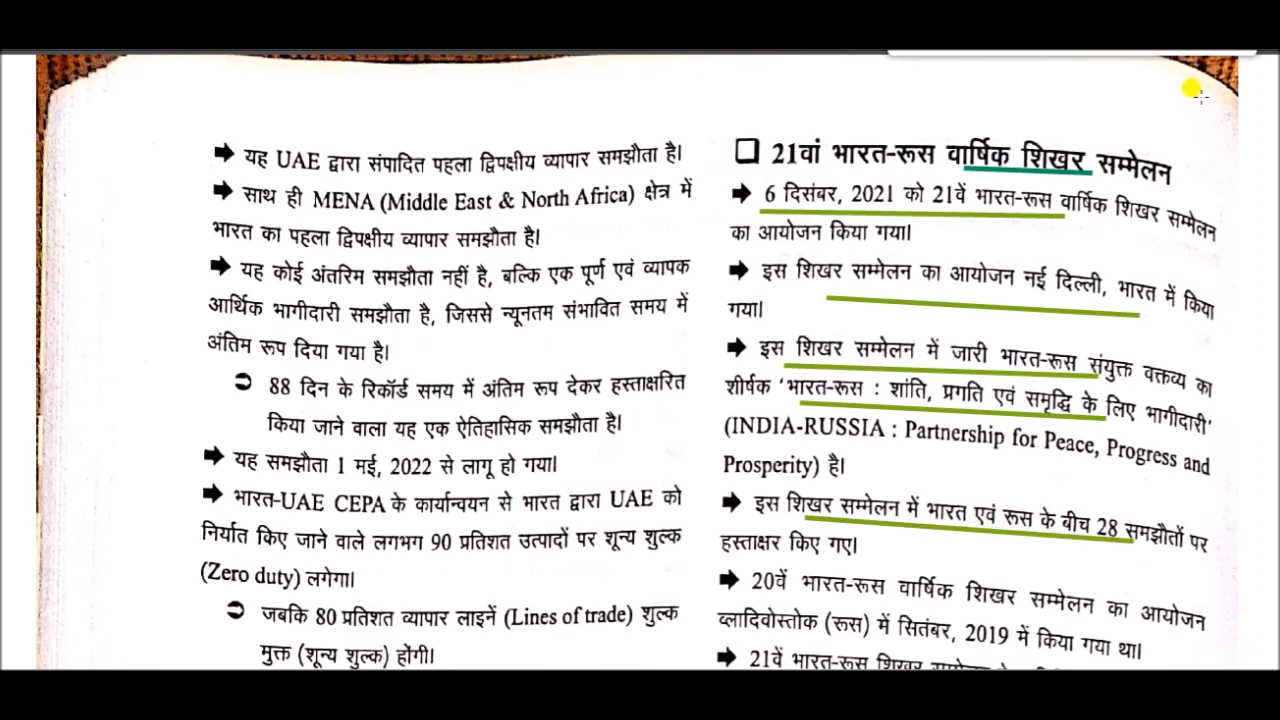 ➡ यह UAE द्वारा संपादित पहला द्विपक्षीय व्यापार समझौता है।
➡ साथ ही MENA (Middle East & North Africa) क्षेत्र में
भारत का पहला द्विपक्षीय व्यापार समझौता है।
➡ यह कोई अंतरिम समझौता नहीं है, बल्कि एक पूर्ण एवं व्यापक
आर्थिक भागीदारी समझौता है, जिससे न्यूनतम संभावित समय में
अंतिम रूप दिया गया है।
➲ 88 दिन के रिकॉर्ड समय में अंतिम रूप देकर हस्ताक्षरित
किया जाने वाला यह एक ऐतिहासिक समझौता है।
➡ यह समझौता 1 मई, 2022 से लागू हो गया।
➡ भारत-UAE CEPA के कार्यान्वयन से भारत द्वारा UAE को
निर्यात किए जाने वाले लगभग 90 प्रतिशत उत्पादों पर शून्य शुल्क
(Zero duty) लगेगा।
➲ जबकि 80 प्रतिशत व्यापार लाइनें (Lines of trade) शुल्क
मुक्त (शून्य शुल्क) होंगी।
❑ 21वां भारत-रूस वार्षिक शिखर सम्मेलन
➡ 6 दिसंबर, 2021 को 21वें भारत-रूस वार्षिक शिखर सम्मेलन
का आयोजन किया गया।
➡ इस शिखर सम्मेलन का आयोजन नई दिल्ली, भारत में किया
गया।
➡ इस शिखर सम्मेलन में जारी भारत-रूस संयुक्त वक्तव्य का
शीर्षक 'भारत-रूस : शांति, प्रगति एवं समृद्धि के लिए भागीदारी'
(INDIA-RUSSIA : Partnership for Peace, Progress and
Prosperity) है।
➡ इस शिखर सम्मेलन में भारत एवं रूस के बीच 28 समझौतों पर
हस्ताक्षर किए गए।
➡ 20वें भारत-रूस वार्षिक शिखर सम्मेलन का आयोजन
व्लादिवोस्तोक (रूस) में सितंबर, 2019 में किया गया था।
➡ 21वें भारत-रूस शिखर सम्मेलन